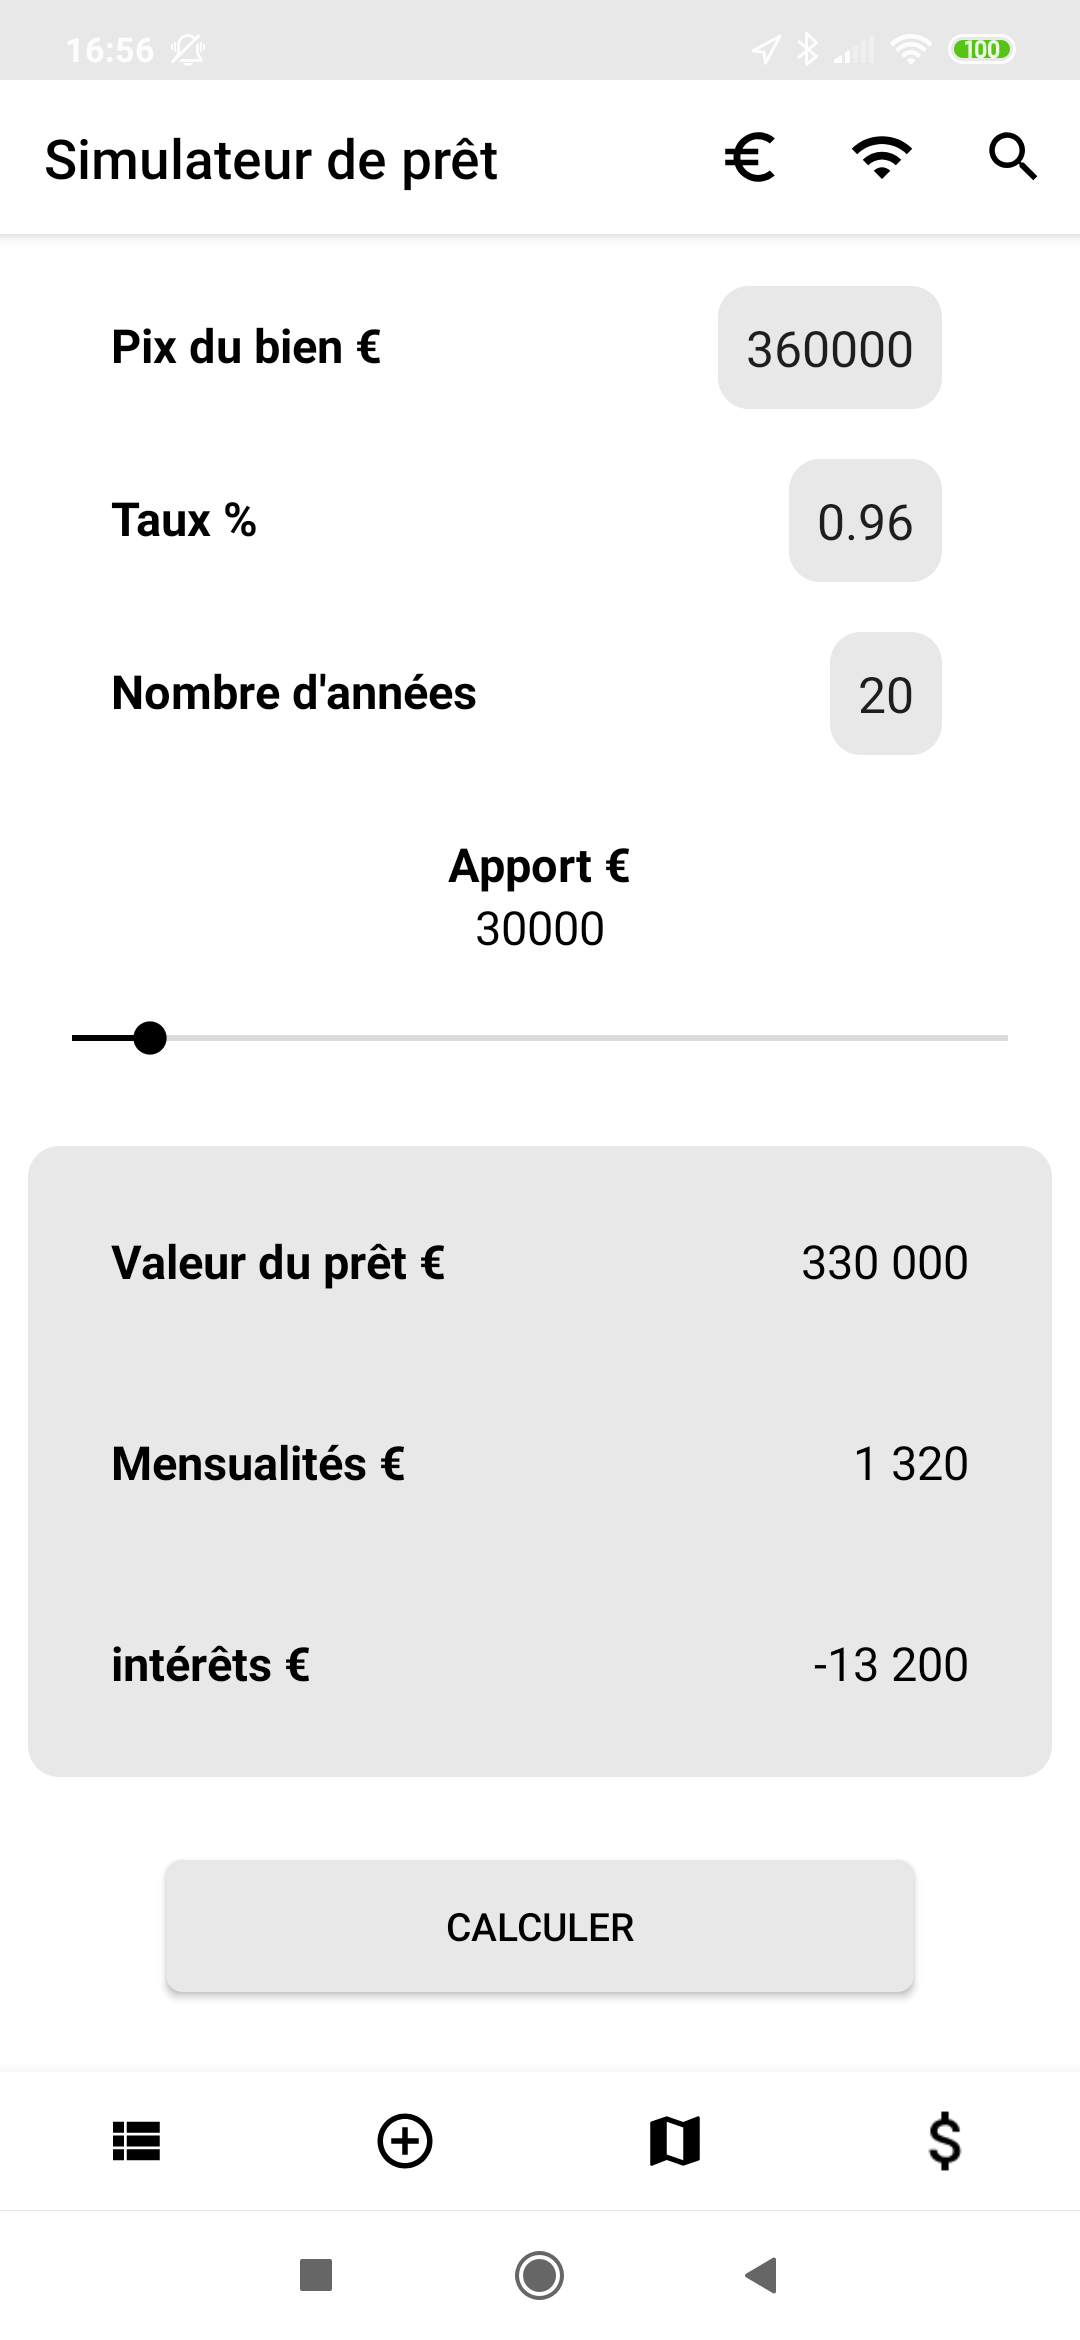 16:56
100
Simulateur de prêt €
Pix du bien € 360000
Taux % 0.96
Nombre d'années 20
Apport €
30000
Valeur du prêt € 330 000
Mensualités € 1 320
intérêts € -13 200
CALCULER
$